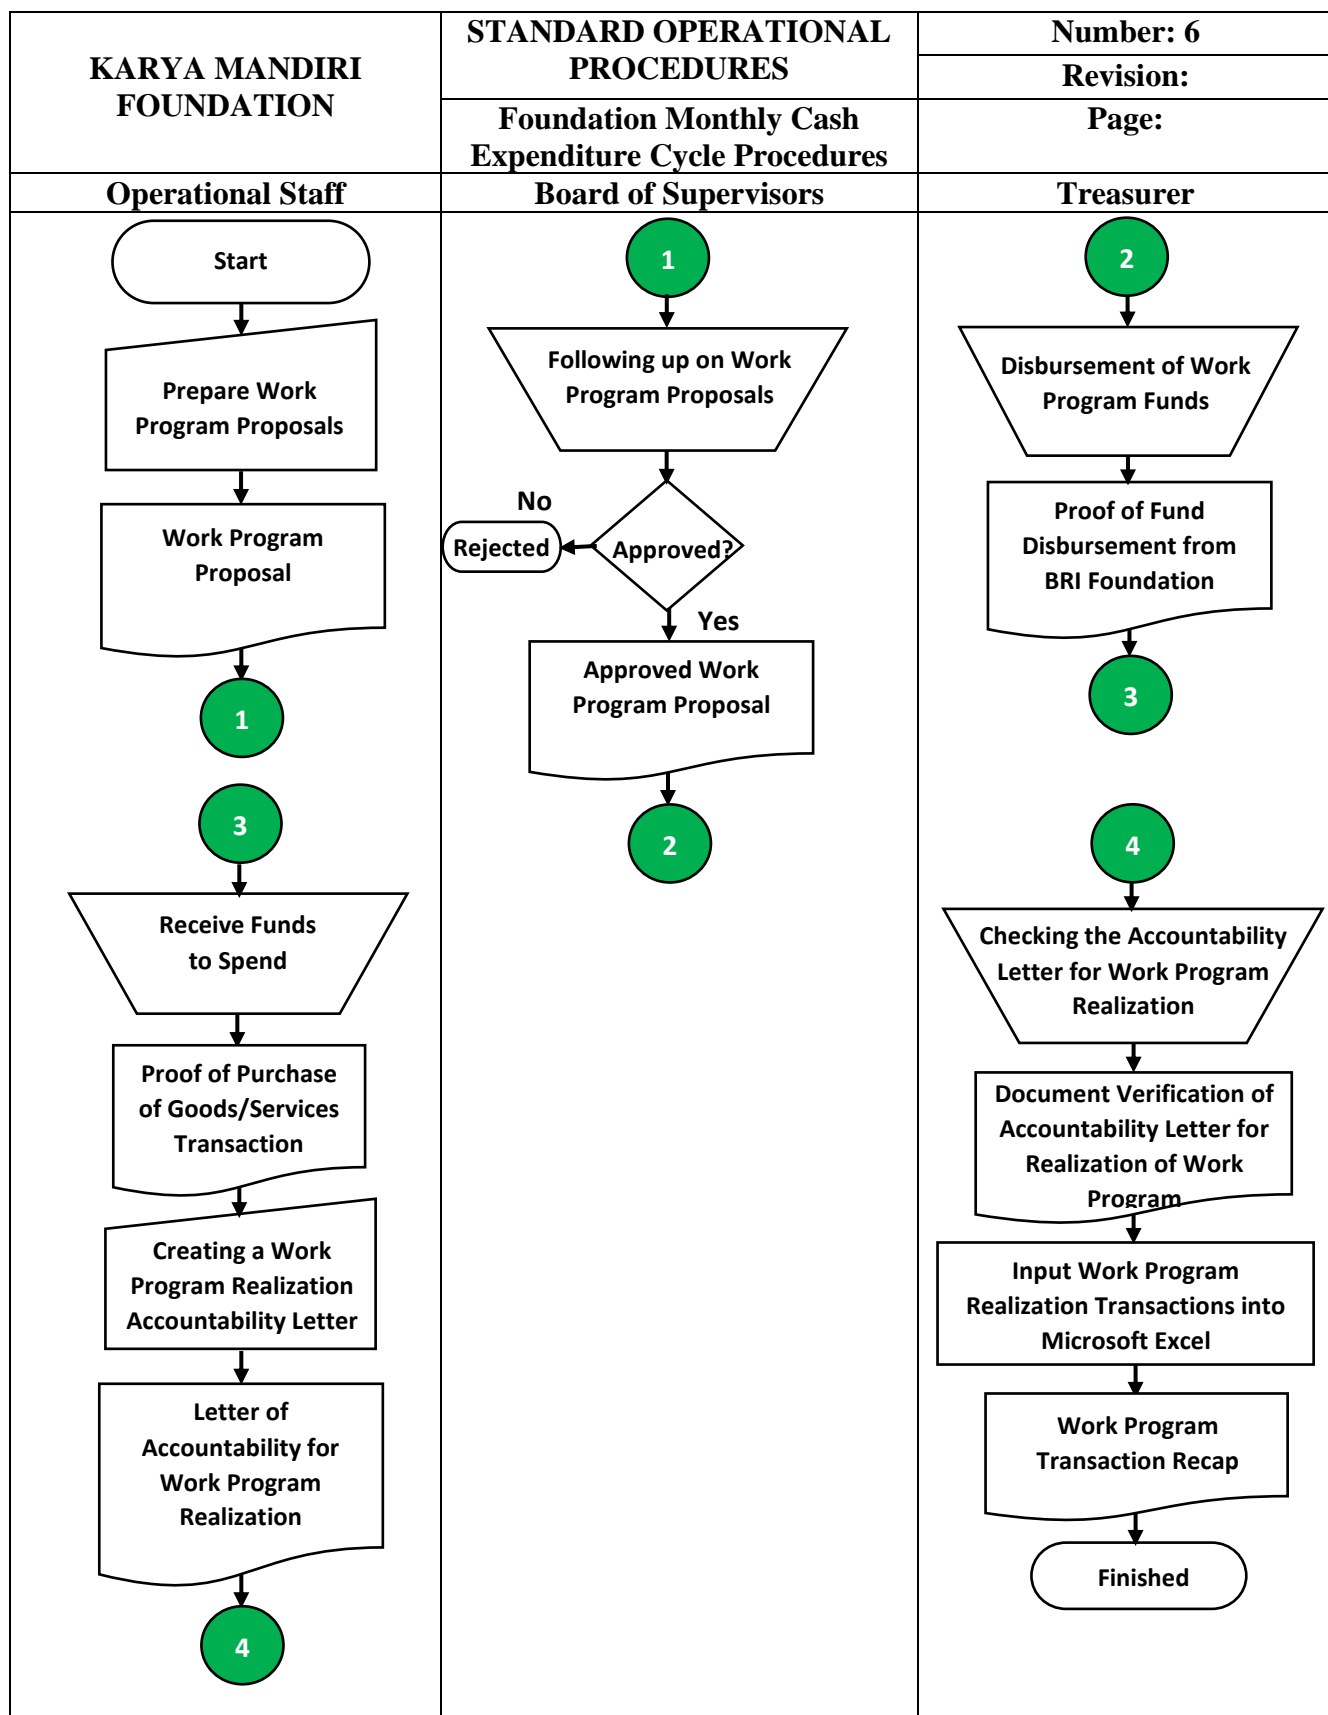 KARYA MANDIRI
FOUNDATION
STANDARD OPERATIONAL
PROCEDURES
Foundation Monthly Cash
Expenditure Cycle Procedures
Number: 6
Revision:
Page:
Operational Staff
Board of Supervisors
Treasurer
Start
Prepare Work
Program Proposals
Work Program
Proposal
1
3
Receive Funds
to Spend
Proof of Purchase
of Goods/Services
Transaction
Creating a Work
Program Realization
Accountability Letter
Letter of
Accountability for
Work Program
Realization
4
1
Following up on Work
Program Proposals
No
Rejected
Approved?
Yes
Approved Work
Program Proposal
2
2
Disbursement of Work
Program Funds
Proof of Fund
Disbursement from
BRI Foundation
3
4
Checking the Accountability
Letter for Work Program
Realization
Document Verification of
Accountability Letter for
Realization of Work
Program
Input Work Program
Realization Transactions into
Microsoft Excel
Work Program
Transaction Recap
Finished